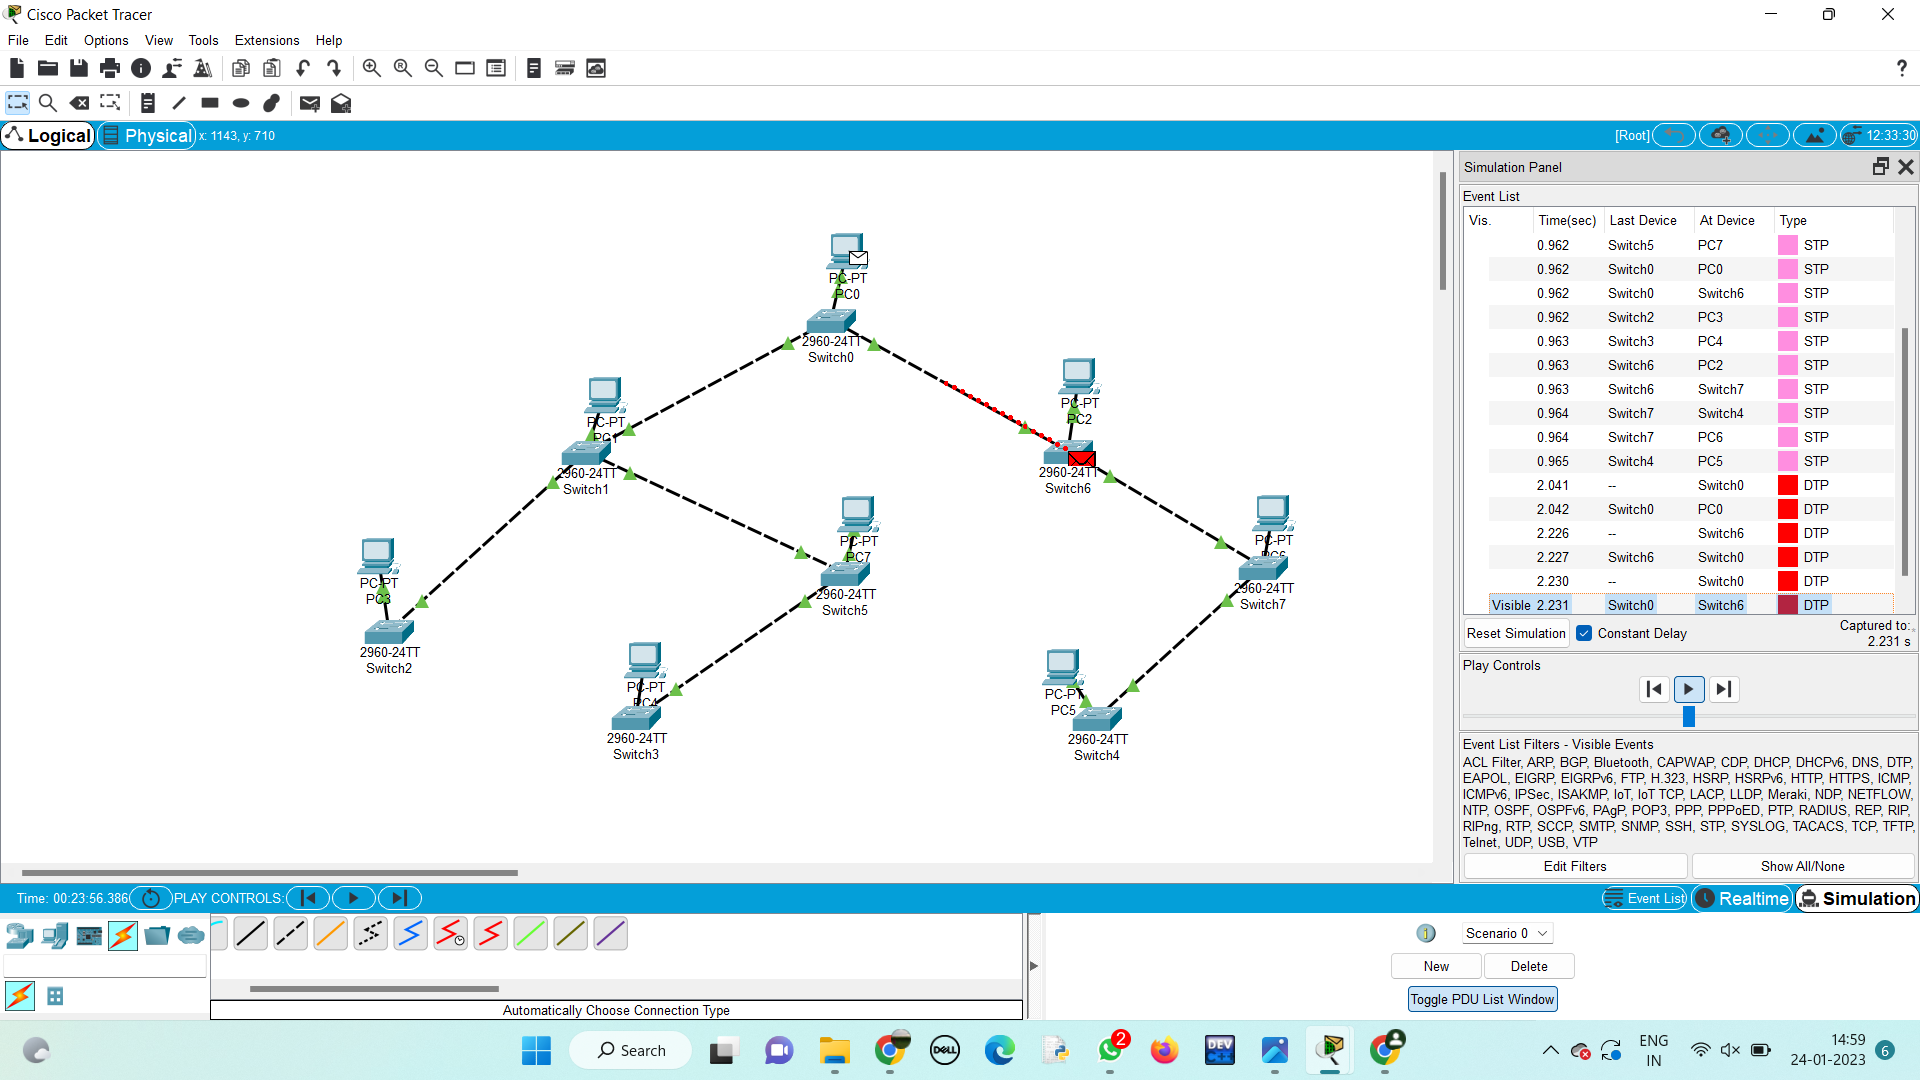 Cisco Packet Tracer
File Edit Options View Tools Extensions Help
?
Logical Physical x: 1143, y: 710 [Root] 12:33:30
PC-PT
PC0
2960-24TT
Switch0
PC-PT
PC1
2960-24TT
Switch1
PC-PT
PC2
2960-24TT
Switch6
PC-PT
PC7
2960-24TT
Switch5
PC-PT
PC6
2960-24TT
Switch7
PC-PT
PC3
2960-24TT
Switch2
PC-PT
PC4
2960-24TT
Switch3
PC-PT
PC5
2960-24TT
Switch4
Simulation Panel
Event List
Vis. Time(sec) Last Device At Device Type
0.962 Switch5 PC7 STP
0.962 Switch0 PC0 STP
0.962 Switch0 Switch6 STP
0.962 Switch2 PC3 STP
0.963 Switch3 PC4 STP
0.963 Switch6 PC2 STP
0.963 Switch6 Switch7 STP
0.964 Switch7 Switch4 STP
0.964 Switch7 PC6 STP
0.965 Switch4 PC5 STP
2.041 -- Switch0 DTP
2.042 Switch0 PC0 DTP
2.226 -- Switch6 DTP
2.227 Switch6 Switch0 DTP
2.230 -- Switch0 DTP
Visible 2.231 Switch0 Switch6 DTP
Reset Simulation Constant Delay Captured to:
2.231 s
Play Controls
Event List Filters - Visible Events
ACL Filter, ARP, BGP, Bluetooth, CAPWAP, CDP, DHCP, DHCPv6, DNS, DTP,
EAPOL, EIGRP, EIGRPv6, FTP, H.323, HSRP, HSRPv6, HTTP, HTTPS, ICMP,
ICMPv6, IPSec, ISAKMP, IoT, IoT TCP, LACP, LLDP, Meraki, NDP, NETFLOW,
NTP, OSPF, OSPFv6, PAgP, POP3, PPP, PPPoED, PTP, RADIUS, REP, RIP,
RIPng, RTP, SCCP, SMTP, SNMP, SSH, STP, SYSLOG, TACACS, TCP, TFTP,
Telnet, UDP, USB, VTP
Edit Filters Show All/None
Time: 00:23:56.386 PLAY CONTROLS: Event List Realtime Simulation
Scenario 0
New Delete
Toggle PDU List Window
Automatically Choose Connection Type
Search
DELL
2
DEV
C++
ENG
IN
14:59
24-01-2023
6